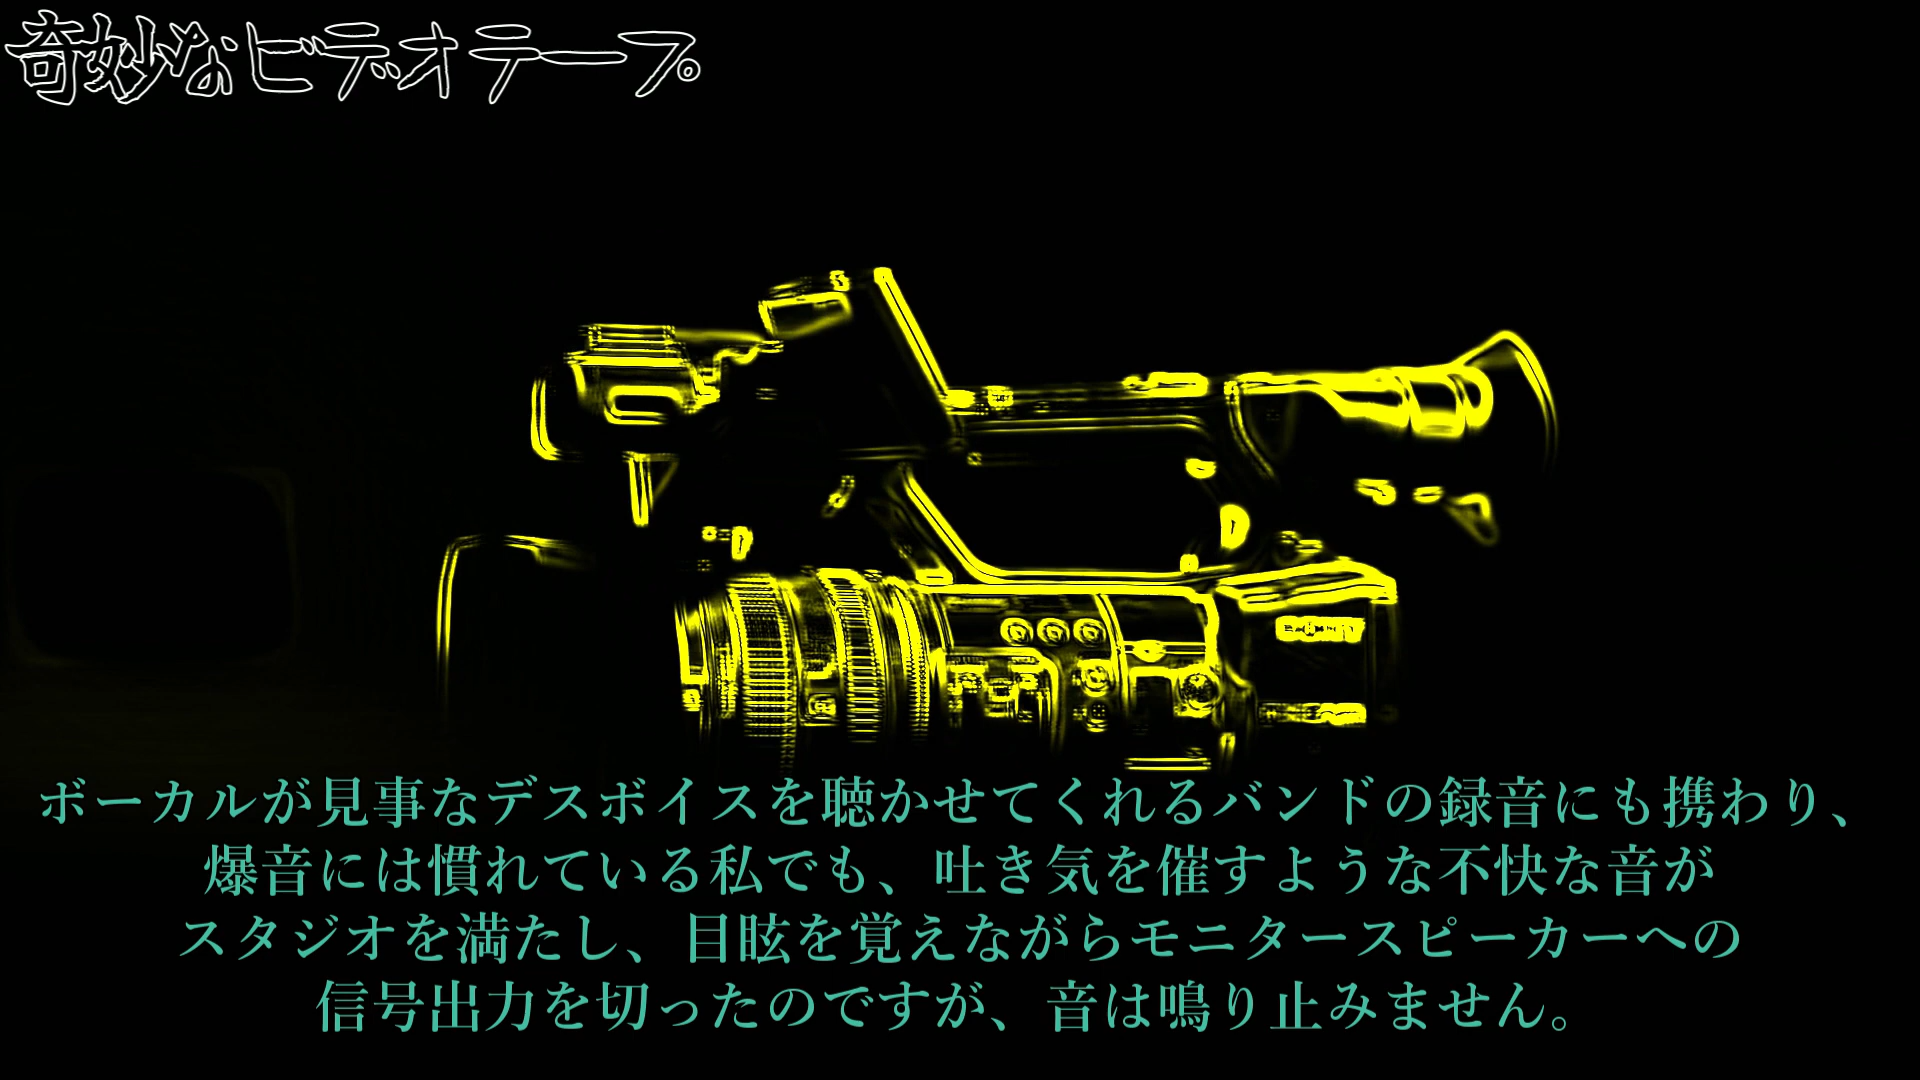 奇妙なビデオテープ
ボーカルが見事なデスボイスを聴かせてくれるバンドの録音にも携わり、
爆音には慣れている私でも、吐き気を催すような不快な音が
スタジオを満たし、目眩を覚えながらモニタースピーカーへの
信号出力を切ったのですが、音は鳴り止みません。